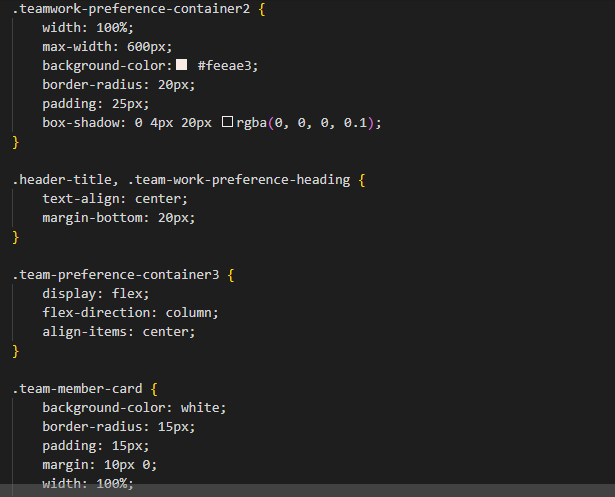 .teamwork-preference-container2 {
    width: 100%;
    max-width: 600px;
    background-color: #feeae3;
    border-radius: 20px;
    padding: 25px;
    box-shadow: 0 4px 20px rgba(0, 0, 0, 0.1);
}

.header-title, .team-work-preference-heading {
    text-align: center;
    margin-bottom: 20px;
}

.team-preference-container3 {
    display: flex;
    flex-direction: column;
    align-items: center;
}

.team-member-card {
    background-color: white;
    border-radius: 15px;
    padding: 15px;
    margin: 10px 0;
    width: 100%;